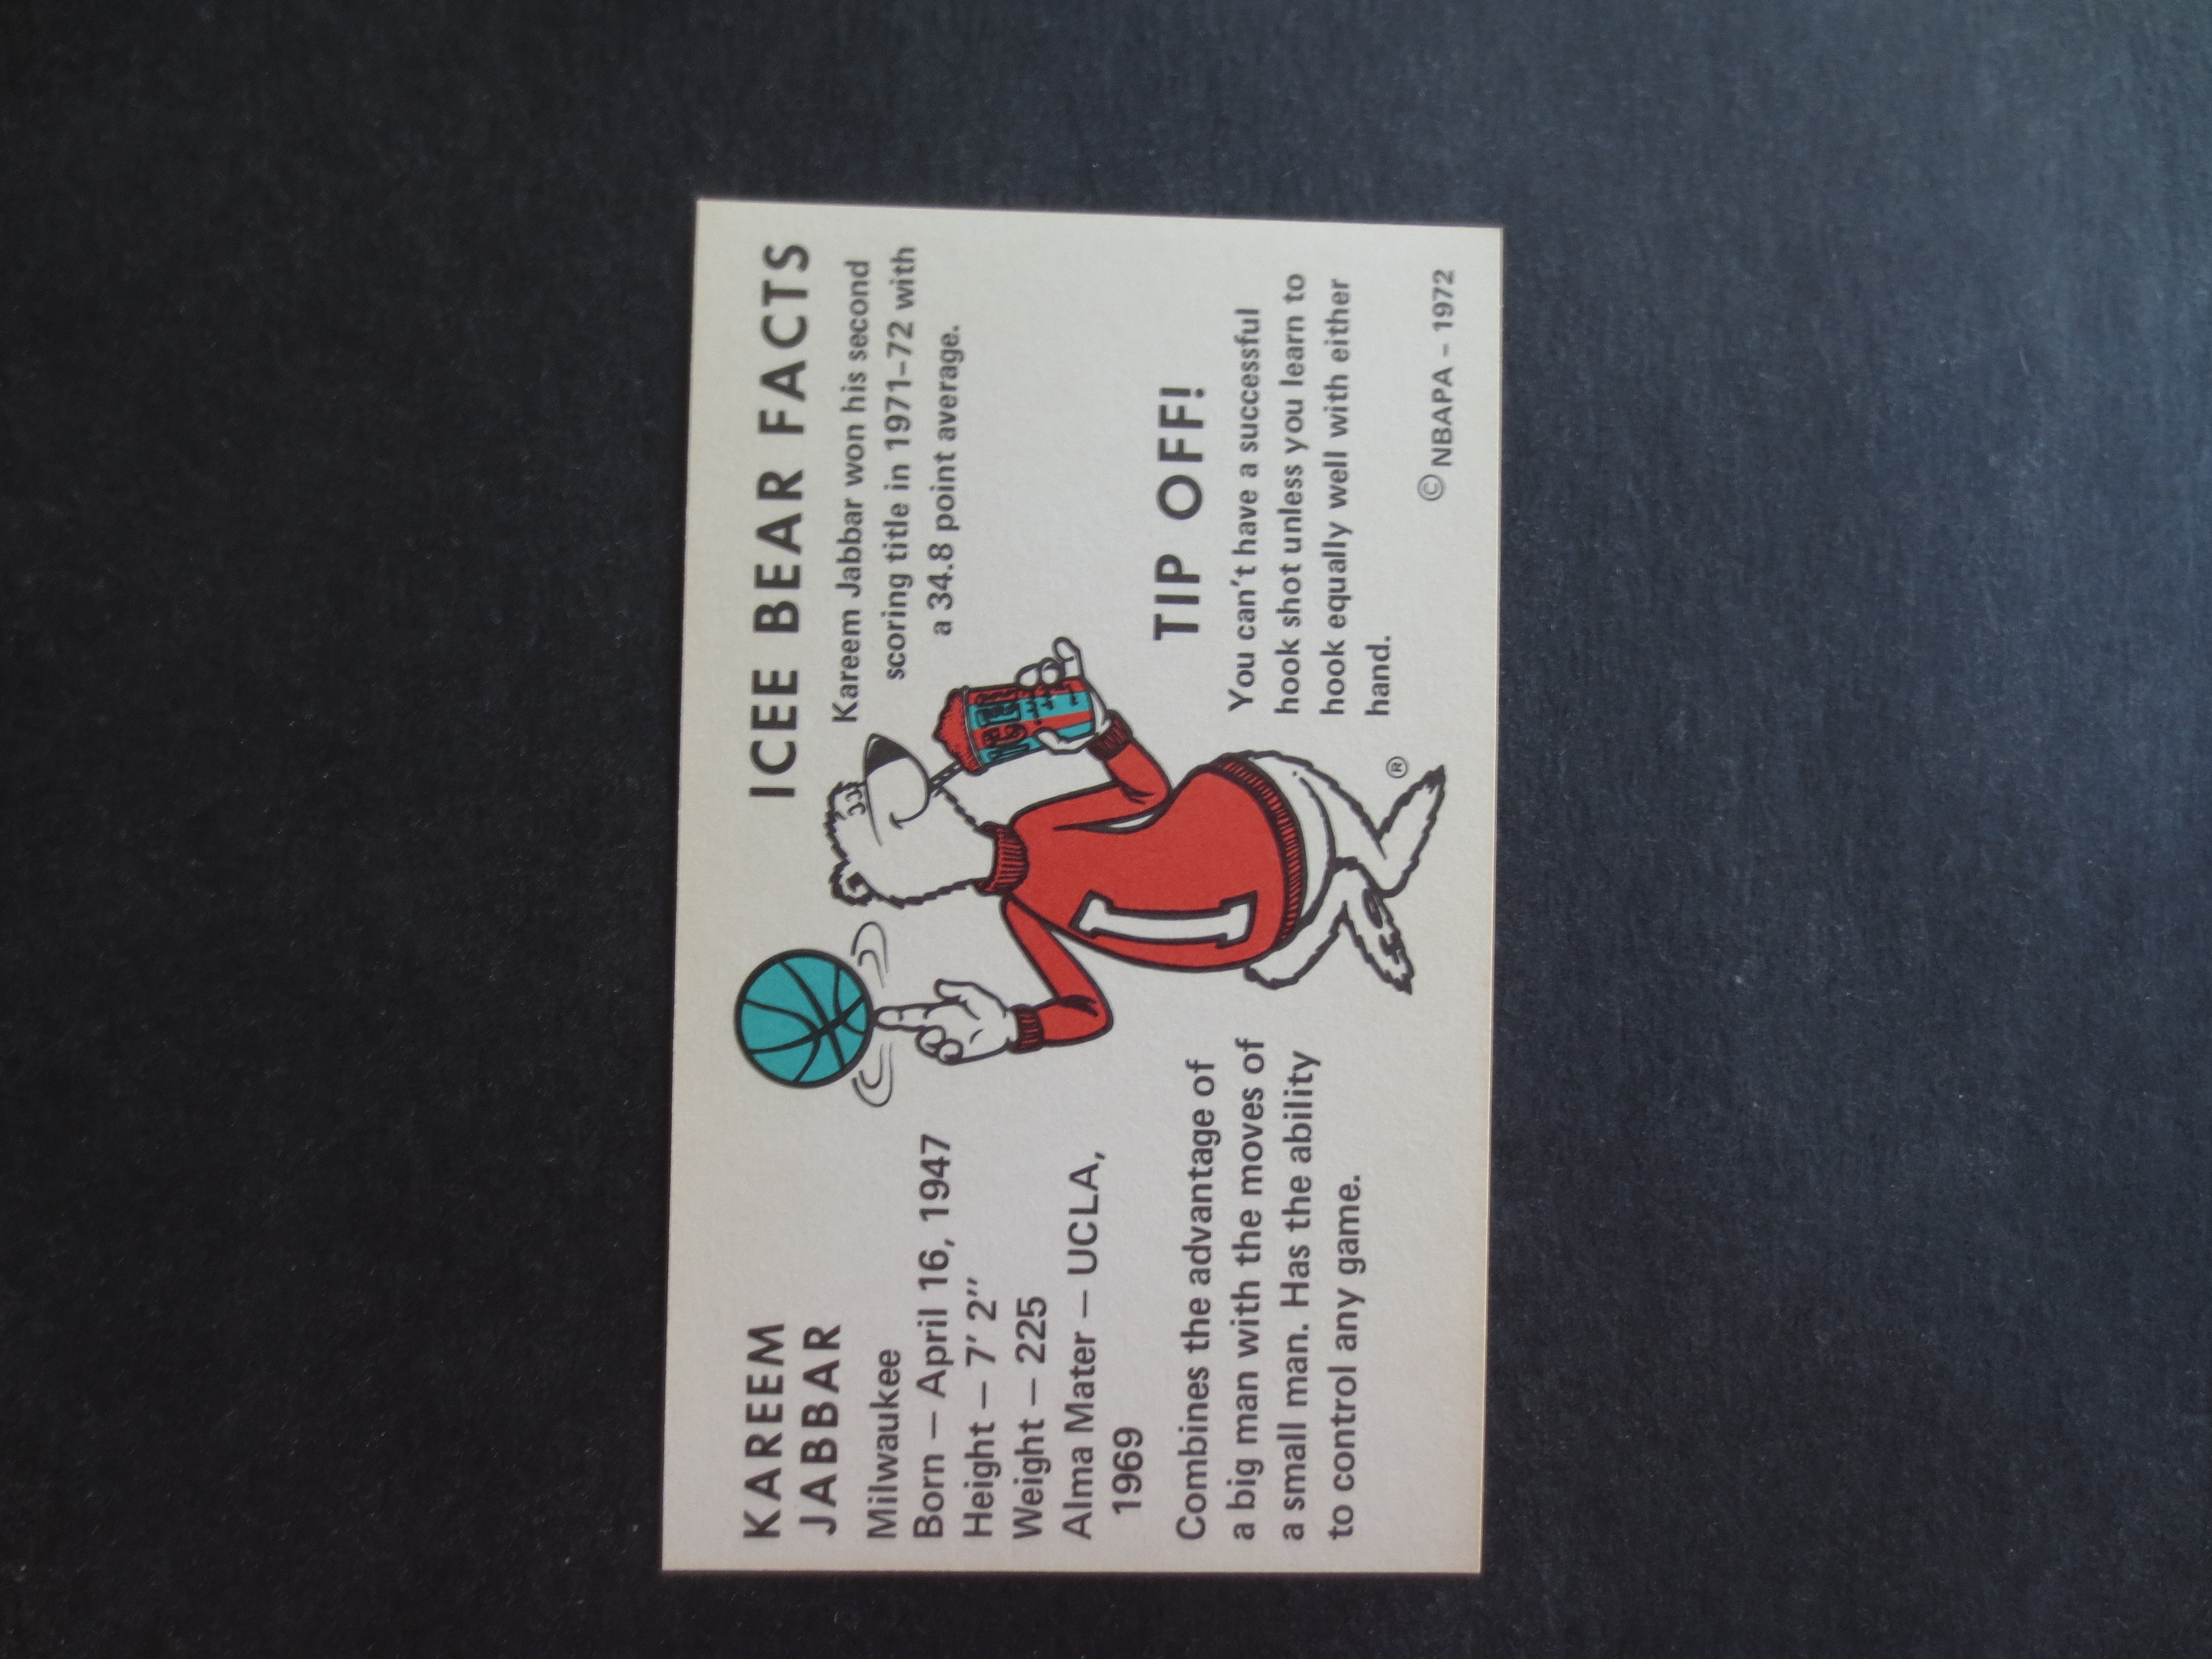 KAREEM
JABBAR
Milwaukee
Born — April 16, 1947
Height — 7' 2''
Weight — 225
Alma Mater — UCLA,
1969
Combines the advantage of
a big man with the moves of
a small man. Has the ability
to control any game.
ICEE BEAR FACTS
Kareem Jabbar won his second
scoring title in 1971–72 with
a 34.8 point average.
ICEE
TIP OFF!
You can't have a successful
hook shot unless you learn to
hook equally well with either
hand.
®
© NBAPA – 1972